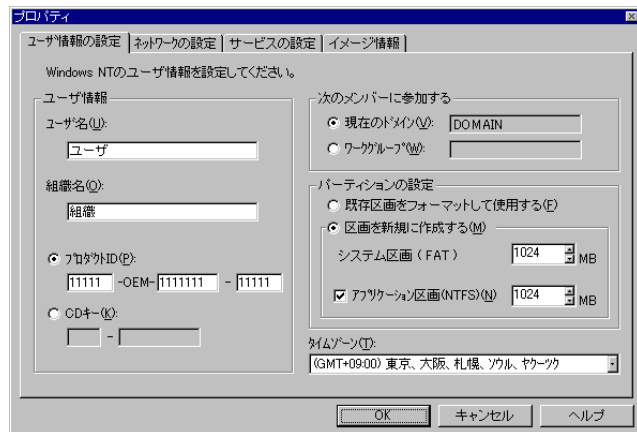 プロパティ
ユーザ情報の設定 ネットワークの設定 サービスの設定 イメージ情報
Windows NTのユーザ情報を設定してください。
ユーザ情報
ユーザ名(U):
ユーザ
組織名(O):
組織
プロダクトID(P):
11111 -OEM- 1111111 - 11111
CDキー(K):
-
次のメンバーに参加する
現在のドメイン(V): DOMAIN
ワークグループ(W):
パーティションの設定
既存区画をフォーマットして使用する(F)
区画を新規に作成する(M)
システム区画 ( FAT ) 1024 MB
アプリケーション区画(NTFS)(N) 1024 MB
タイムゾーン(T):
(GMT+09:00) 東京、大阪、札幌、ソウル、ヤクーツク
OK キャンセル ヘルプ